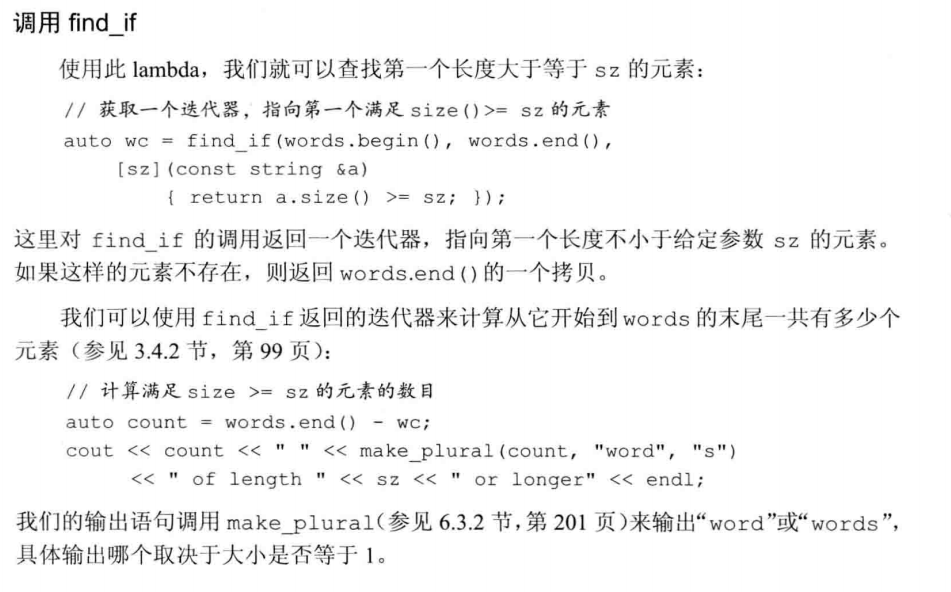 调用 find_if
使用此 lambda，我们就可以查找第一个长度大于等于 sz 的元素：
// 获取一个迭代器，指向第一个满足 size()>= sz 的元素
auto wc = find_if(words.begin(), words.end(),
[sz](const string &a)
{ return a.size() >= sz; });
这里对 find_if 的调用返回一个迭代器，指向第一个长度不小于给定参数 sz 的元素。
如果这样的元素不存在，则返回 words.end()的一个拷贝。
我们可以使用 find_if 返回的迭代器来计算从它开始到 words 的末尾一共有多少个
元素（参见 3.4.2 节，第 99 页）：
// 计算满足 size >= sz 的元素的数目
auto count = words.end() - wc;
cout << count << " " << make_plural(count, "word", "s")
<< " of length " << sz << " or longer" << endl;
我们的输出语句调用 make_plural(参见 6.3.2 节,第 201 页)来输出“word”或“words”，
具体输出哪个取决于大小是否等于 1。